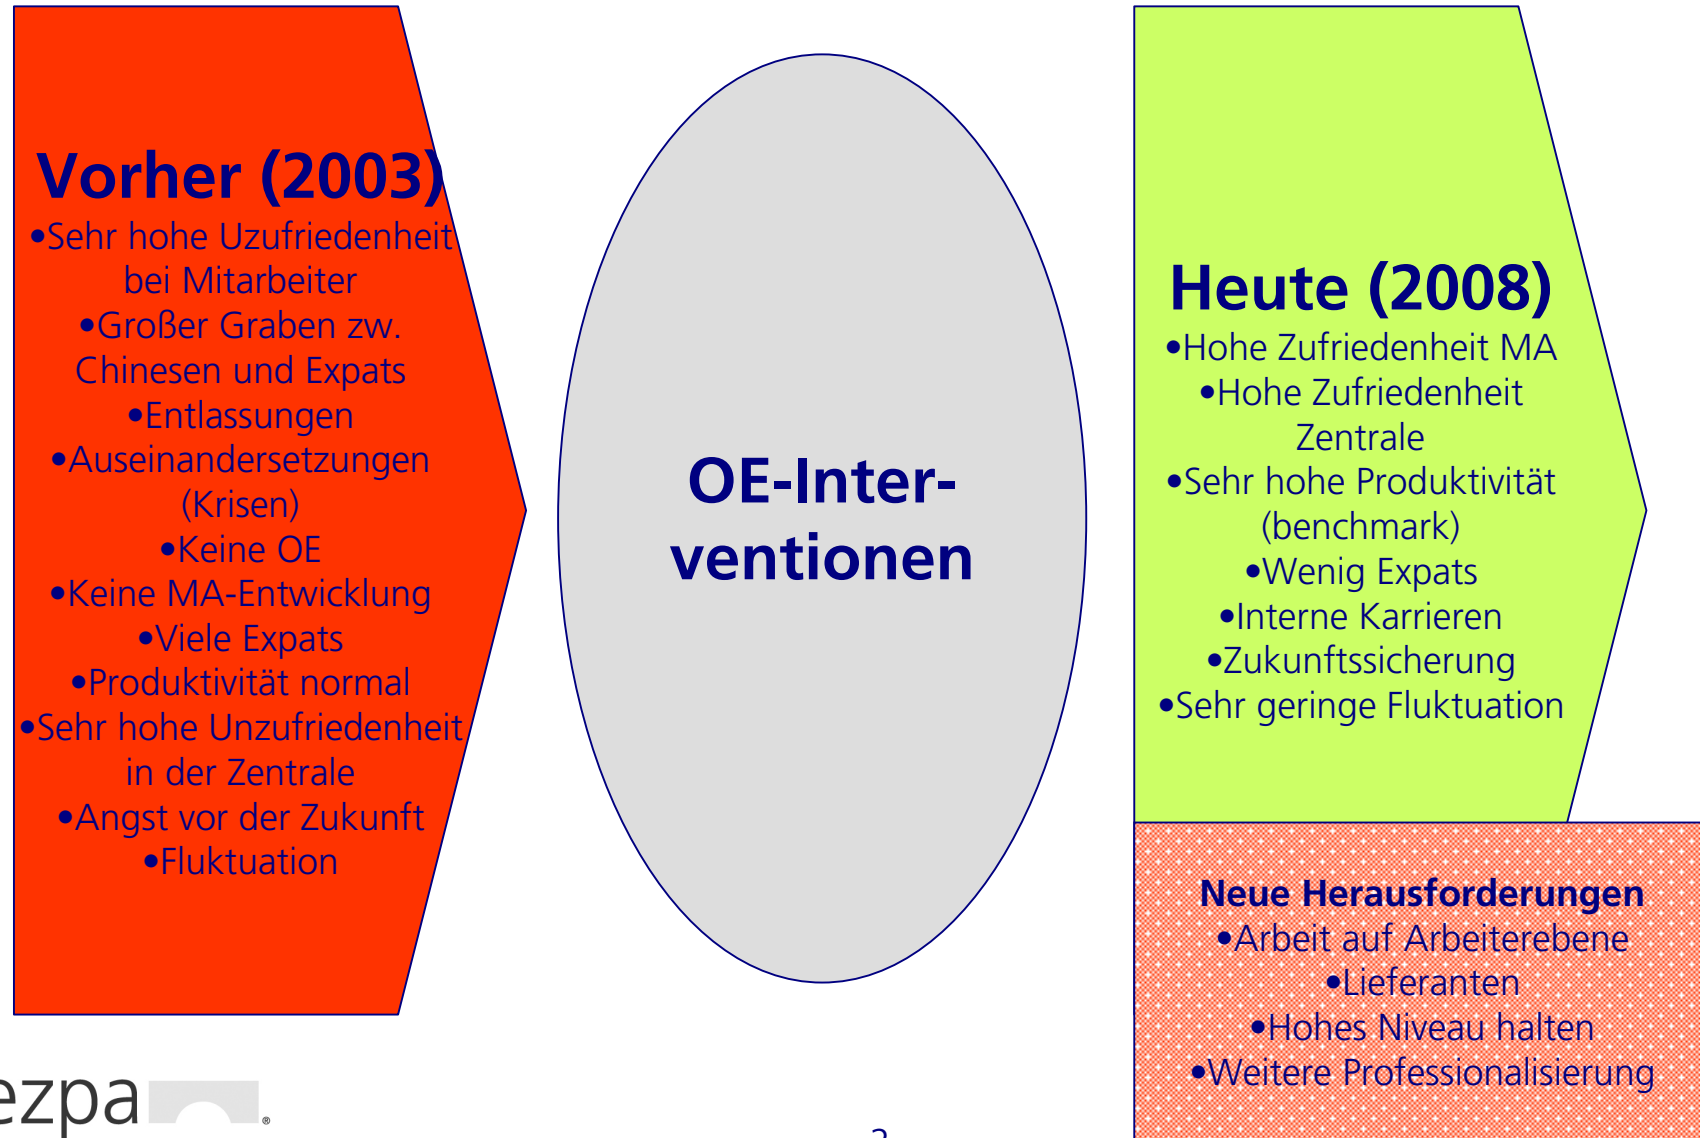 Vorher (2003)
•Sehr hohe Uzufriedenheit
bei Mitarbeiter
•Großer Graben zw.
Chinesen und Expats
•Entlassungen
•Auseinandersetzungen
(Krisen)
•Keine OE
•Keine MA-Entwicklung
•Viele Expats
•Produktivität normal
•Sehr hohe Unzufriedenheit
in der Zentrale
•Angst vor der Zukunft
•Fluktuation
OE-Inter-
ventionen
Heute (2008)
•Hohe Zufriedenheit MA
•Hohe Zufriedenheit
Zentrale
•Sehr hohe Produktivität
(benchmark)
•Wenig Expats
•Interne Karrieren
•Zukunftssicherung
•Sehr geringe Fluktuation
Neue Herausforderungen
•Arbeit auf Arbeiterebene
•Lieferanten
•Hohes Niveau halten
•Weitere Professionalisierung
ezpa ®